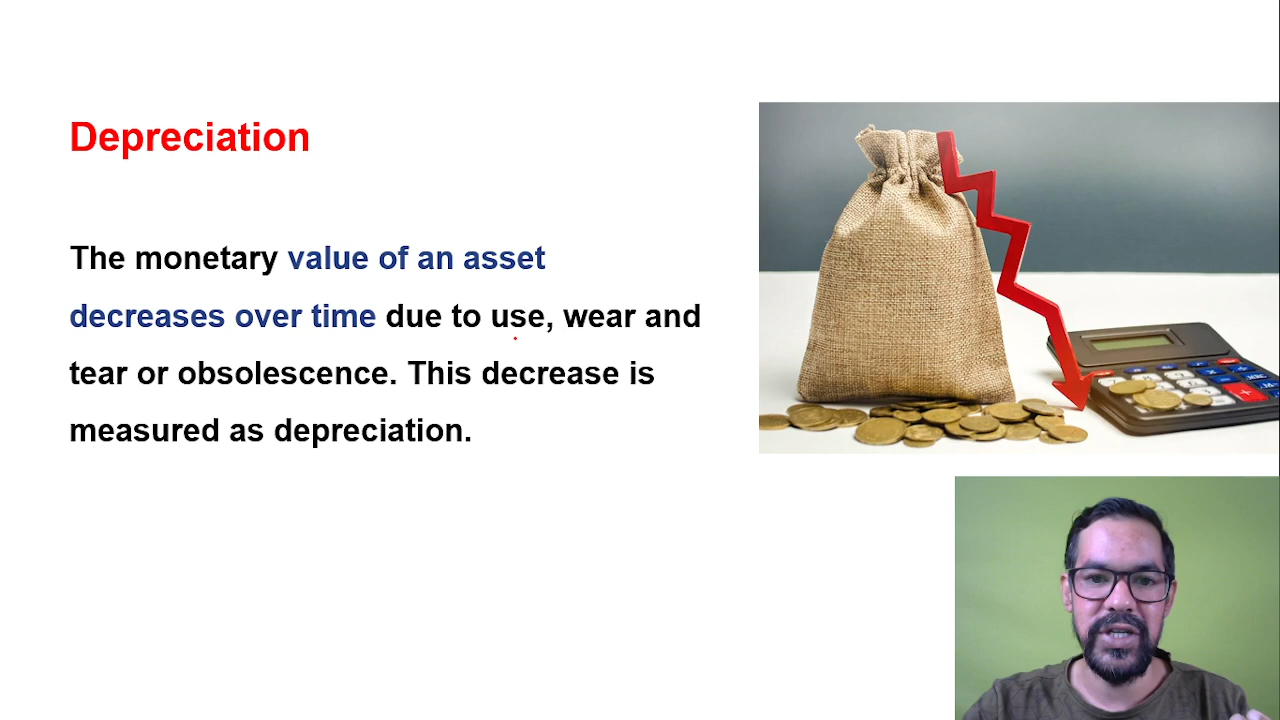 Depreciation
The monetary value of an asset
decreases over time due to use, wear and
tear or obsolescence. This decrease is
measured as depreciation.